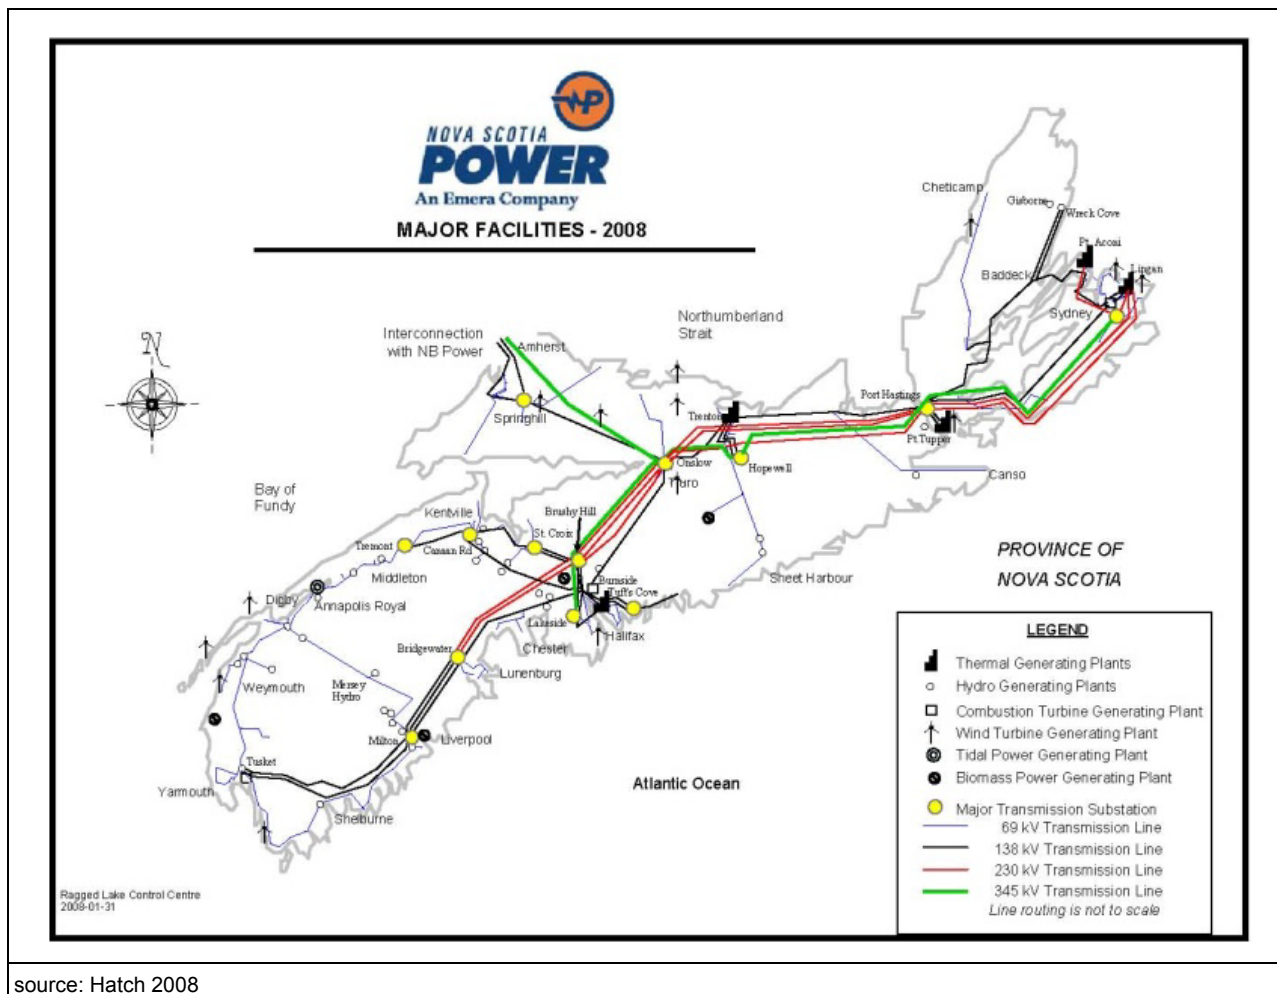 NOVA SCOTIA
POWER
An Emera Company
MAJOR FACILITIES - 2008
N
Cheticamp
Gisborne
Wreck Cove
Pt. Aconi
Lingan
Baddeck
Sydney
Northumberland
Strait
Interconnection
with NB Power
Amherst
Springhill
Trenton
Port Hastings
Pt Tupper
Onslow
Truro
Hopewell
Canso
Bay of
Fundy
Kentville
Brushy Hill
St. Croix
Tremont
Canaan Rd.
Middleton
Sheet Harbour
Burnside
Tuft's Cove
Digby
Annapolis Royal
Lakeside
Halifax
Chester
Bridgewater
Lunenburg
Weymouth
Mersey
Hydro
Milton
Liverpool
Tusket
Yarmouth
Shelburne
Atlantic Ocean
PROVINCE OF
NOVA SCOTIA
LEGEND
Thermal Generating Plants
Hydro Generating Plants
Combustion Turbine Generating Plant
Wind Turbine Generating Plant
Tidal Power Generating Plant
Biomass Power Generating Plant
Major Transmission Substation
69 kV Transmission Line
138 kV Transmission Line
230 kV Transmission Line
345 kV Transmission Line
Line routing is not to scale
Ragged Lake Control Centre
2008-01-31
source: Hatch 2008